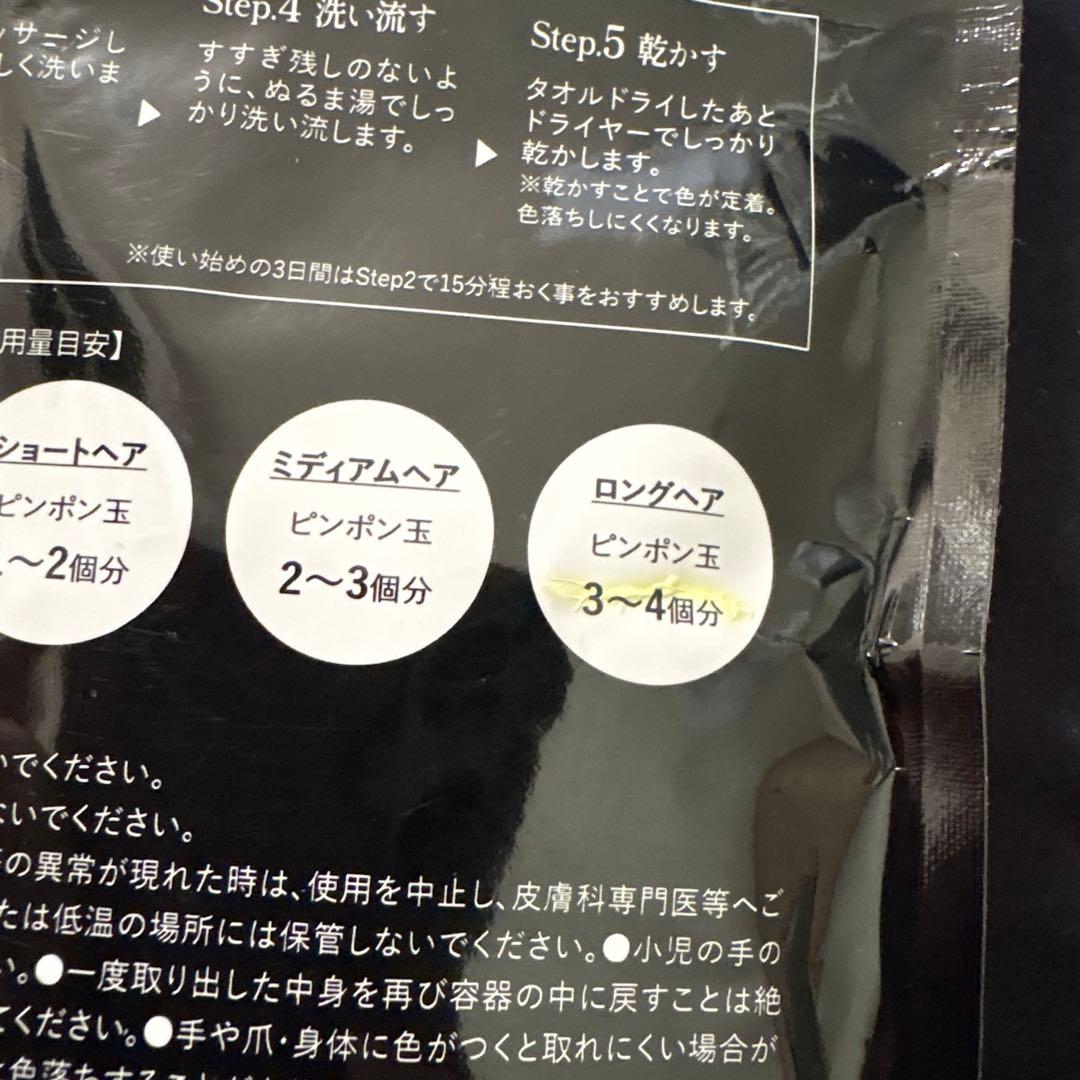 ッサージし
しく洗いま
Step.4 洗い流す
すすぎ残しのないよ
うに、ぬるま湯でしっ
かり洗い流します。
Step.5 乾かす
タオルドライしたあと
ドライヤーでしっかり
乾かします。
※乾かすことで色が定着。
色落ちしにくくなります。
※使い始めの3日間はStep2で15分程おく事をおすすめします。
用量目安】
ショートヘア
ピンポン玉
1〜2個分
ミディアムヘア
ピンポン玉
2〜3個分
ロングヘア
ピンポン玉
3〜4個分
いでください。
ないでください。
の異常が現れた時は、使用を中止し、皮膚科専門医等へご
たは低温の場所には保管しないでください。●小児の手の
い。●一度取り出した中身を再び容器の中に戻すことは絶
てください。●手や爪・身体に色がつくと取れにくい場合が
色落ちすることが